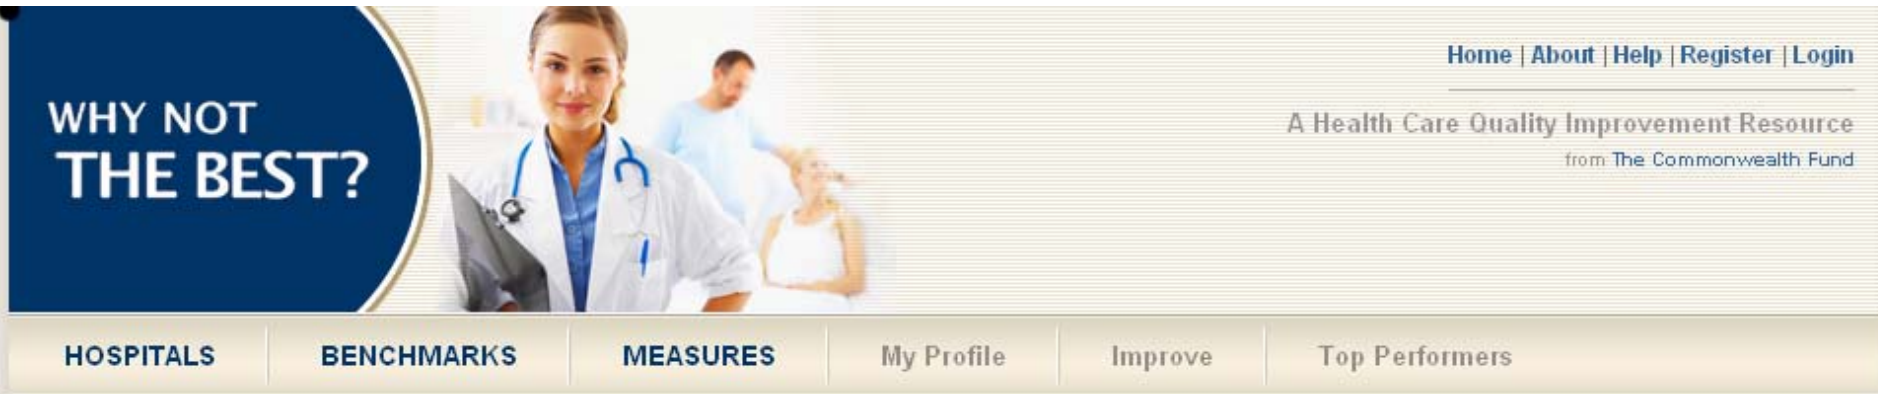 WHY NOT
THE BEST?
Home | About | Help | Register | Login
A Health Care Quality Improvement Resource
from The Commonwealth Fund
HOSPITALS BENCHMARKS MEASURES My Profile Improve Top Performers